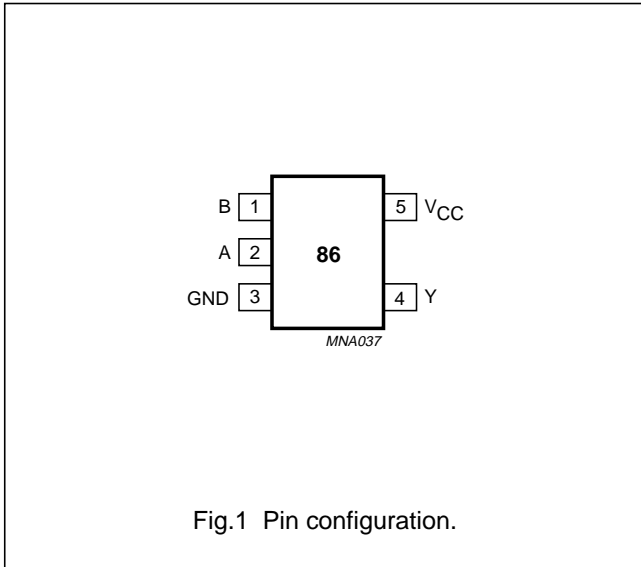 B 1 5 VCC
A 2 86
GND 3 4 Y
MNA037
Fig.1 Pin configuration.